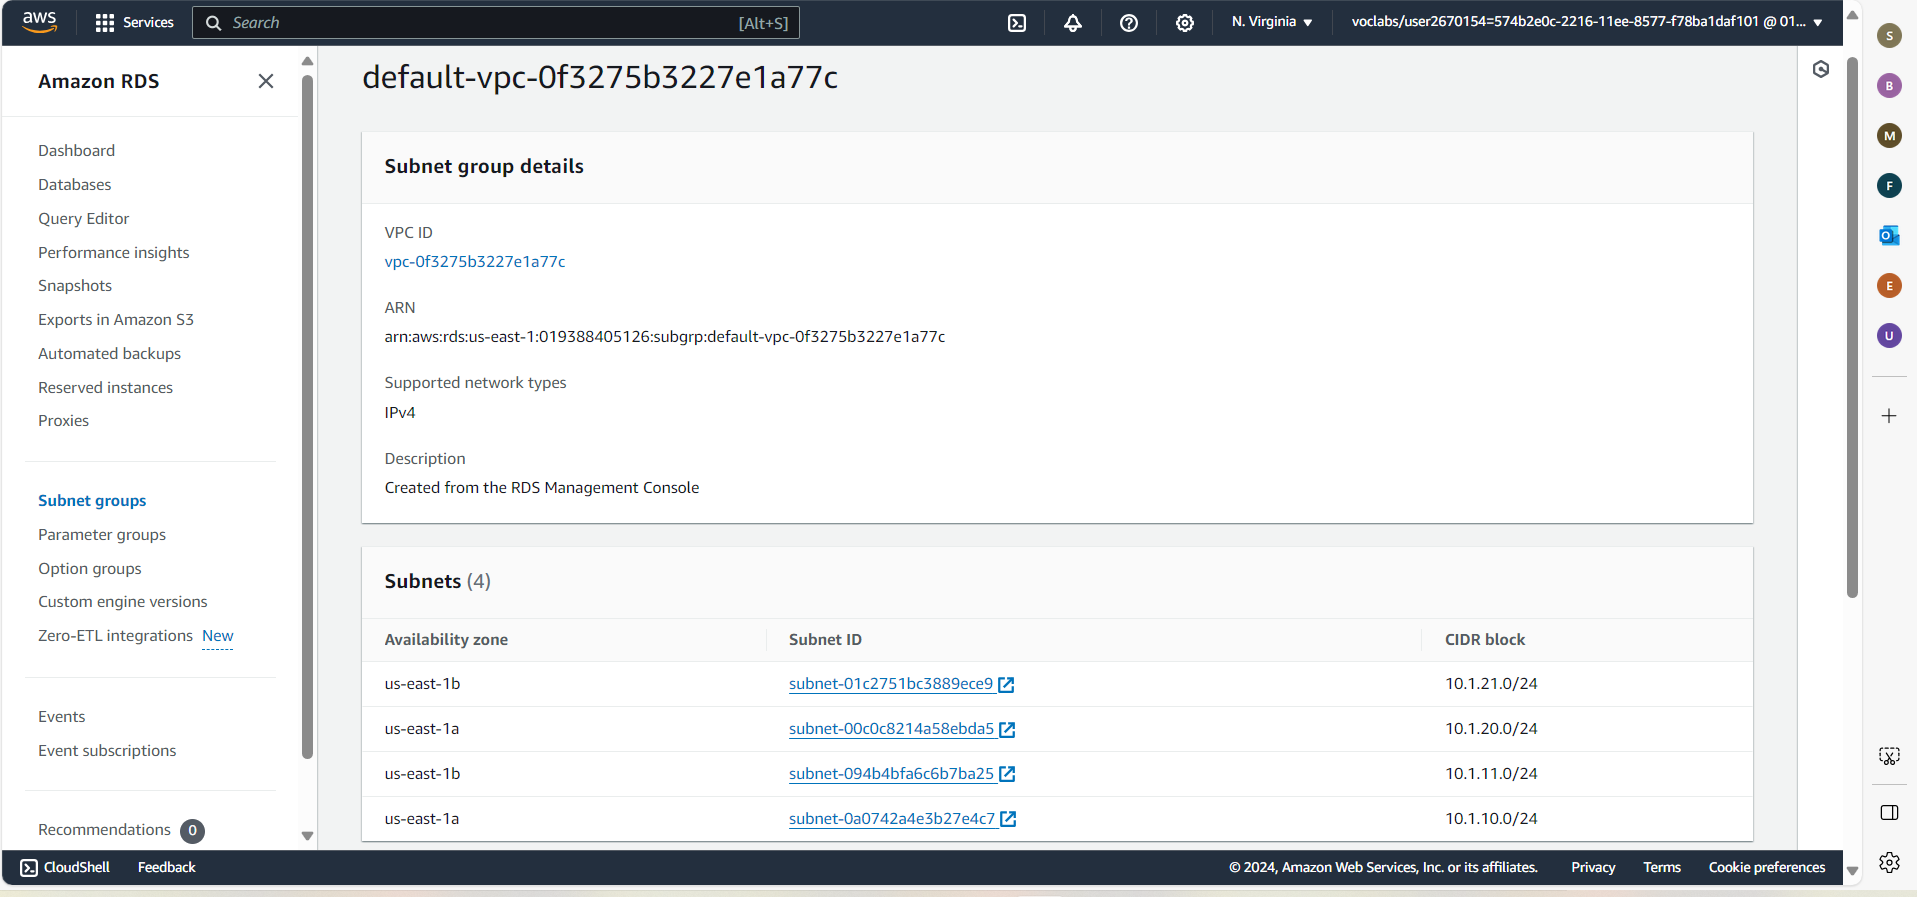 aws Services Search [Alt+S] N. Virginia voclabs/user2670154=574b2e0c-2216-11ee-8577-f78ba1daf101 @ 01...
Amazon RDS
Dashboard
Databases
Query Editor
Performance insights
Snapshots
Exports in Amazon S3
Automated backups
Reserved instances
Proxies
Subnet groups
Parameter groups
Option groups
Custom engine versions
Zero-ETL integrations New
Events
Event subscriptions
Recommendations 0
default-vpc-0f3275b3227e1a77c
Subnet group details
VPC ID
vpc-0f3275b3227e1a77c
ARN
arn:aws:rds:us-east-1:019388405126:subgrp:default-vpc-0f3275b3227e1a77c
Supported network types
IPv4
Description
Created from the RDS Management Console
Subnets (4)
Availability zone Subnet ID CIDR block
us-east-1b subnet-01c2751bc3889ece9 10.1.21.0/24
us-east-1a subnet-00c0c8214a58ebda5 10.1.20.0/24
us-east-1b subnet-094b4bfa6c6b7ba25 10.1.11.0/24
us-east-1a subnet-0a0742a4e3b27e4c7 10.1.10.0/24
CloudShell Feedback © 2024, Amazon Web Services, Inc. or its affiliates. Privacy Terms Cookie preferences
S
B
M
F
O
E
U